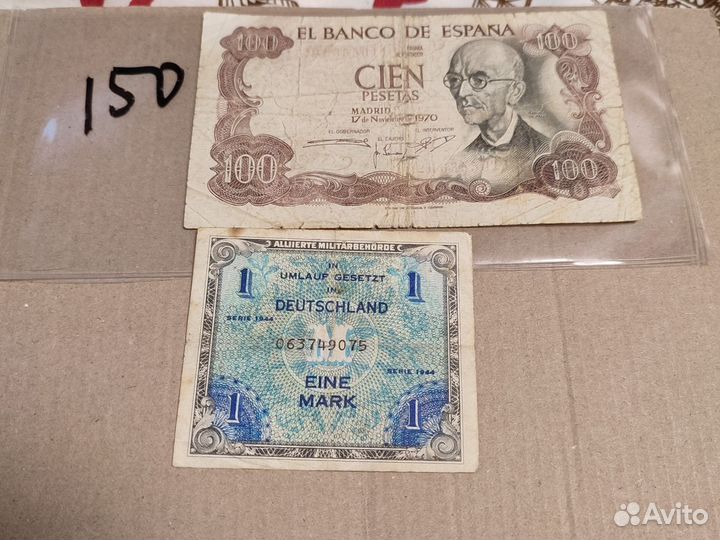 150
100
EL BANCO DE ESPAÑA
100
CIEN
PESETAS
MADRID
17 de Noviembre de 1970
EL GOBERNADOR EL CAJERO EL INTERVENTOR
100
100
ALLIIERTE MILITÄRBEHÖRDE
1
IN
UMLAUF GESETZT
IN
1
DEUTSCHLAND
SERIE 1944
063749075
SERIE 1944
EINE
MARK
1
1
Avito